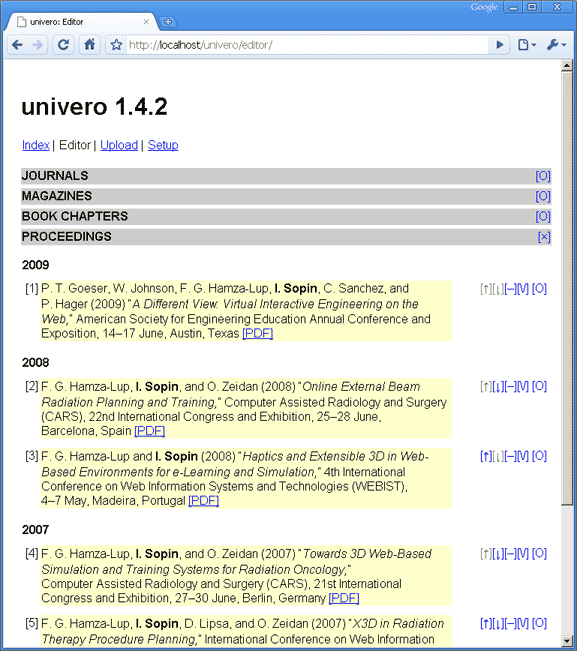 Google
univero: Editor
http://localhost/univero/editor/
univero 1.4.2
Index | Editor | Upload | Setup
JOURNALS [O]
MAGAZINES [O]
BOOK CHAPTERS [O]
PROCEEDINGS [×]
2009
[1] P. T. Goeser, W. Johnson, F. G. Hamza-Lup, I. Sopin, C. Sanchez, and [↑][↓][–][V] [O]
P. Hager (2009) "A Different View: Virtual Interactive Engineering on the
Web," American Society for Engineering Education Annual Conference and
Exposition, 14–17 June, Austin, Texas [PDF]
2008
[2] F. G. Hamza-Lup, I. Sopin, and O. Zeidan (2008) "Online External Beam [↑][↓][–][V] [O]
Radiation Planning and Training," Computer Assisted Radiology and Surgery
(CARS), 22nd International Congress and Exhibition, 25–28 June,
Barcelona, Spain [PDF]
[3] F. G. Hamza-Lup and I. Sopin (2008) "Haptics and Extensible 3D in Web- [↑][↓][–][V] [O]
Based Environments for e-Learning and Simulation," 4th International
Conference on Web Information Systems and Technologies (WEBIST),
4–7 May, Madeira, Portugal [PDF]
2007
[4] F. G. Hamza-Lup, I. Sopin, and O. Zeidan (2007) "Towards 3D Web-Based [↑][↓][–][V] [O]
Simulation and Training Systems for Radiation Oncology,"
Computer Assisted Radiology and Surgery (CARS), 21st International
Congress and Exhibition, 27–30 June, Berlin, Germany [PDF]
[5] F. G. Hamza-Lup, I. Sopin, D. Lipsa, and O. Zeidan (2007) "X3D in Radiation [↑][↓][–][V] [O]
Therapy Procedure Planning," International Conference on Web Information